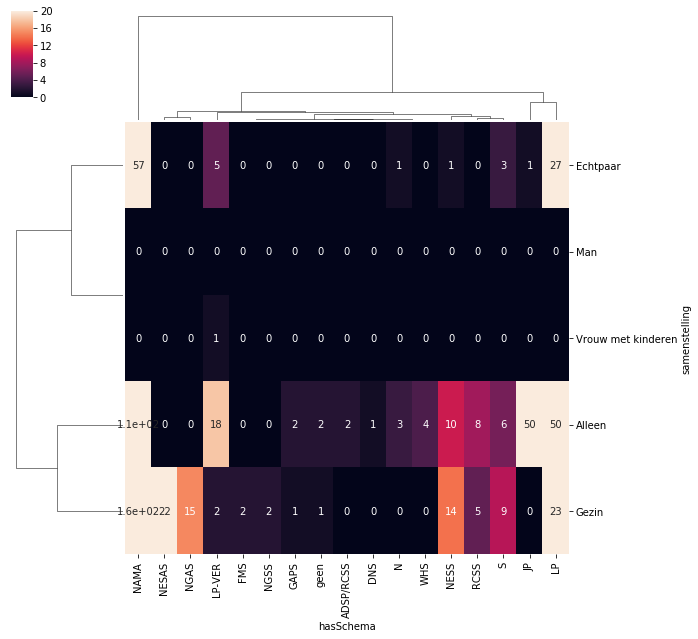 20
16
12
8
4
0
57 0 0 5 0 0 0 0 0 0 1 0 1 0 3 1 27 Echtpaar
0 0 0 0 0 0 0 0 0 0 0 0 0 0 0 0 0 Man
0 0 0 1 0 0 0 0 0 0 0 0 0 0 0 0 0 Vrouw met kinderen
1.1e+02 0 0 18 0 0 2 2 2 1 3 4 10 8 6 50 50 Alleen
1.6e+02 22 15 2 2 2 1 1 0 0 0 0 14 5 9 0 23 Gezin
samenstelling
NAMA NESAS NGAS LP-VER FMS NGSS GAPS geen ADSP/RCSS DNS N WHS NESS RCSS S JP LP
hasSchema